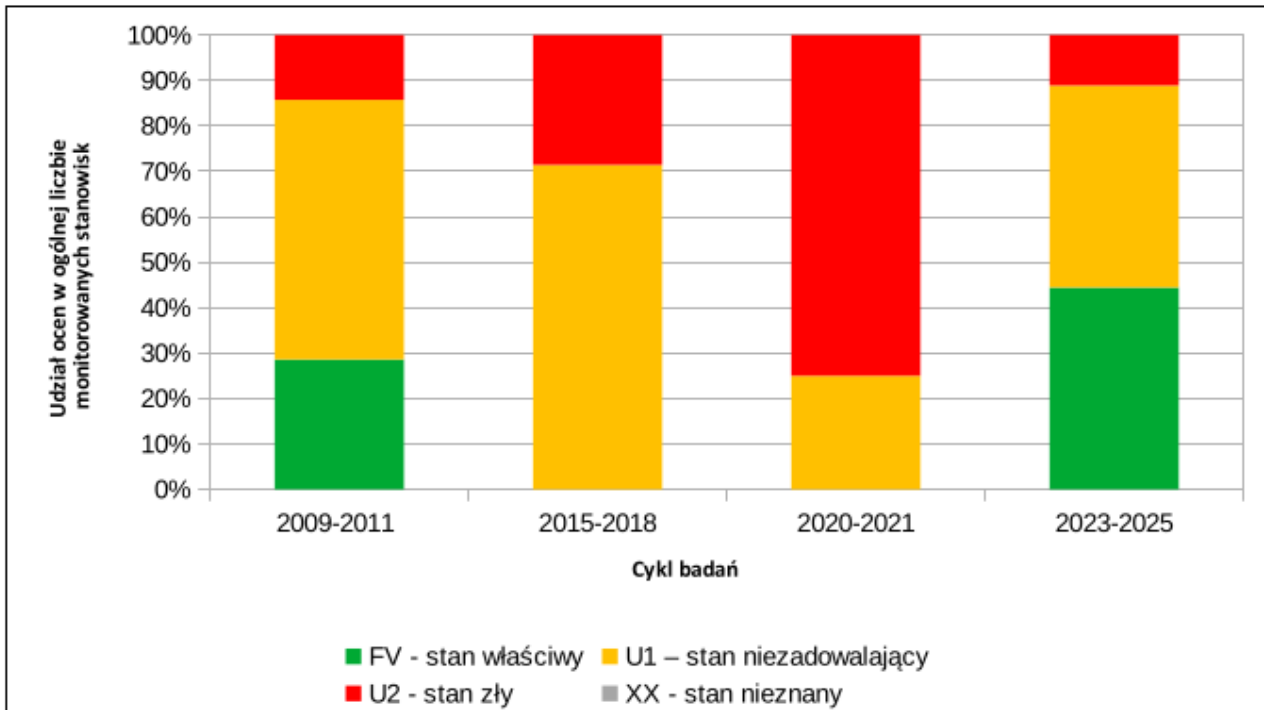 Udział ocen w ogólnej liczbie
monitorowanych stanowisk
100%
90%
80%
70%
60%
50%
40%
30%
20%
10%
0%
2009-2011
2015-2018
2020-2021
2023-2025
Cykl badań
FV - stan właściwy
U1 – stan niezadowalający
U2 - stan zły
XX - stan nieznany